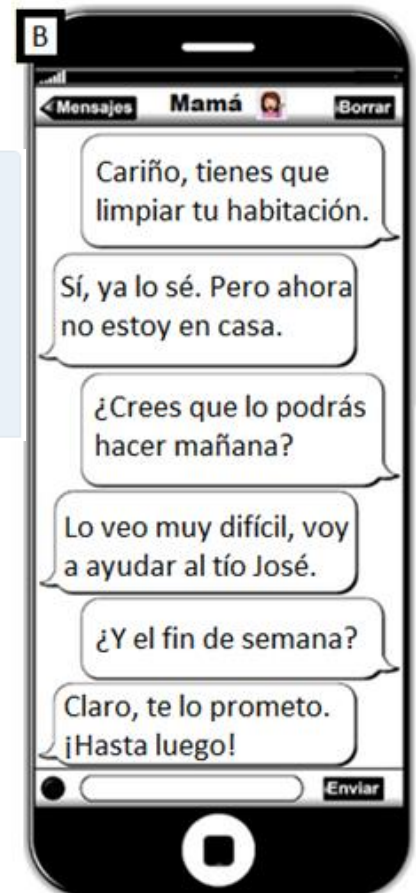 B
Mensajes Mamá Borrar
Cariño, tienes que
limpiar tu habitación.
Sí, ya lo sé. Pero ahora
no estoy en casa.
¿Crees que lo podrás
hacer mañana?
Lo veo muy difícil, voy
a ayudar al tío José.
¿Y el fin de semana?
Claro, te lo prometo.
¡Hasta luego!
Enviar